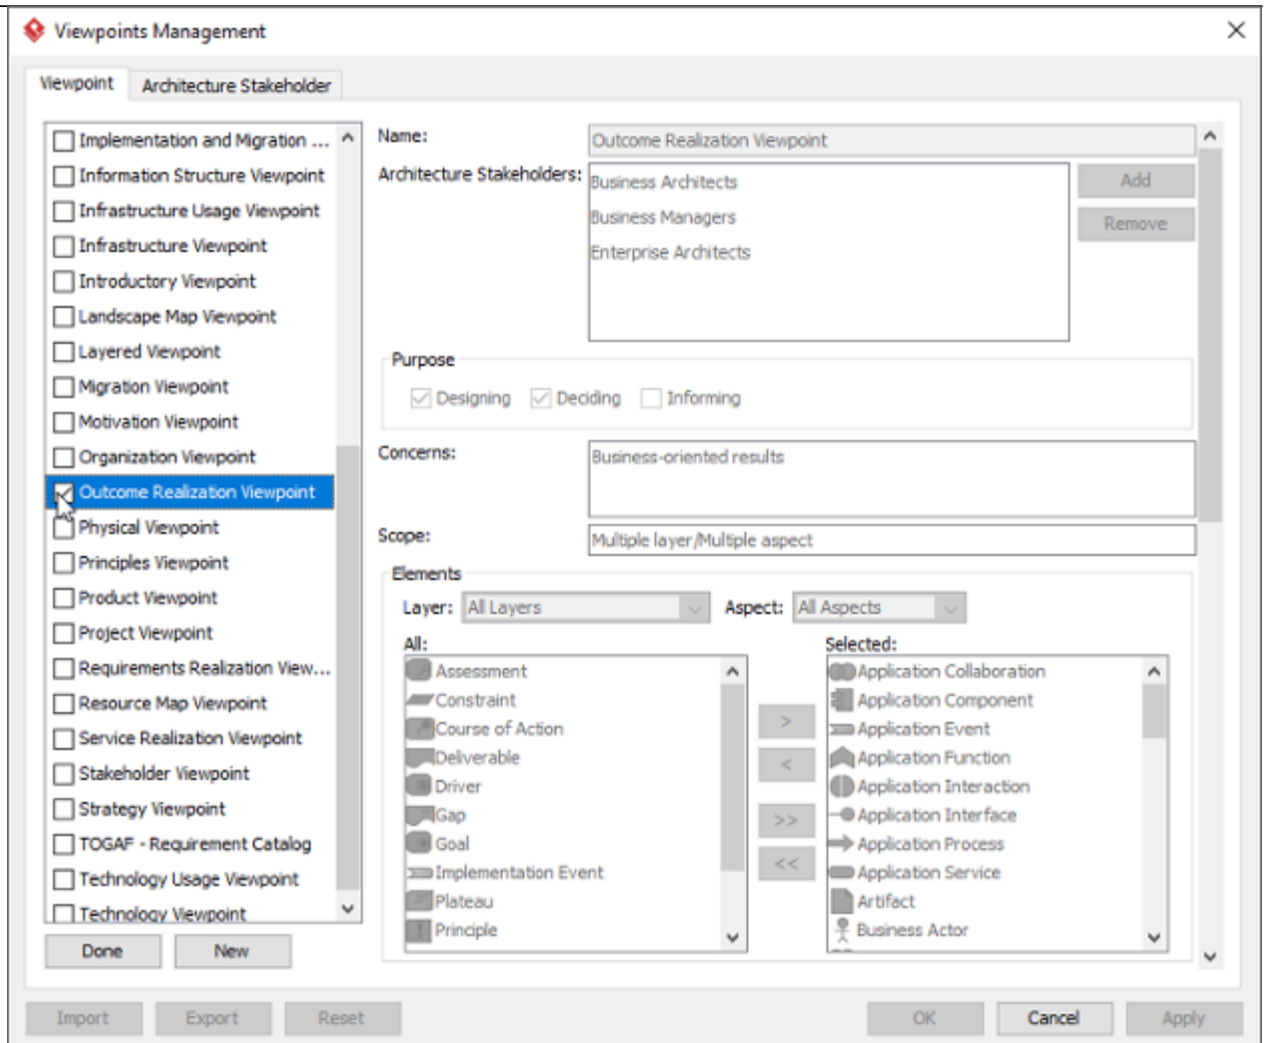 Viewpoints Management
Viewpoint
Architecture Stakeholder
Implementation and Migration ...
Information Structure Viewpoint
Infrastructure Usage Viewpoint
Infrastructure Viewpoint
Introductory Viewpoint
Landscape Map Viewpoint
Layered Viewpoint
Migration Viewpoint
Motivation Viewpoint
Organization Viewpoint
Outcome Realization Viewpoint
Physical Viewpoint
Principles Viewpoint
Product Viewpoint
Project Viewpoint
Requirements Realization View...
Resource Map Viewpoint
Service Realization Viewpoint
Stakeholder Viewpoint
Strategy Viewpoint
TOGAF - Requirement Catalog
Technology Usage Viewpoint
Technology Viewpoint
Done
New
Name:
Outcome Realization Viewpoint
Architecture Stakeholders:
Business Architects
Business Managers
Enterprise Architects
Add
Remove
Purpose
Designing
Deciding
Informing
Concerns:
Business-oriented results
Scope:
Multiple layer/Multiple aspect
Elements
Layer:
All Layers
Aspect:
All Aspects
All:
Assessment
Constraint
Course of Action
Deliverable
Driver
Gap
Goal
Implementation Event
Plateau
Principle
>
<
>>
<<
Selected:
Application Collaboration
Application Component
Application Event
Application Function
Application Interaction
Application Interface
Application Process
Application Service
Artifact
Business Actor
Import
Export
Reset
OK
Cancel
Apply